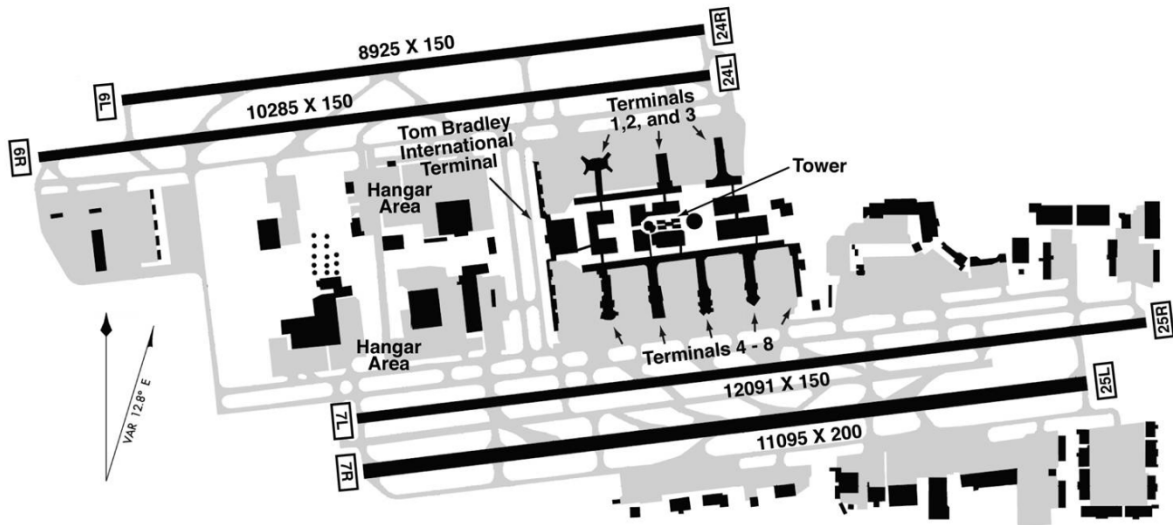 24R
8925 X 150
24L
6L
10285 X 150
Terminals
1,2, and 3
Tom Bradley
International
Terminal
6R
Tower
Hangar
Area
25R
Terminals 4 - 8
Hangar
Area
VAR 12.8° E
12091 X 150
25L
7L
11095 X 200
7R